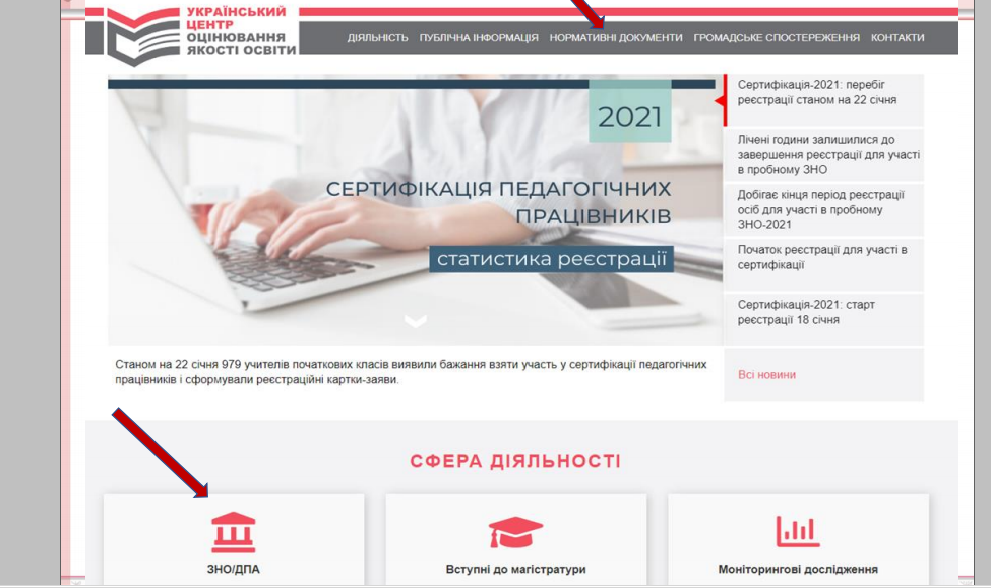 УКРАЇНСЬКИЙ
ЦЕНТР
ОЦІНЮВАННЯ
ЯКОСТІ ОСВІТИ
ДІЯЛЬНІСТЬ ПУБЛІЧНА ІНФОРМАЦІЯ НОРМАТИВНІ ДОКУМЕНТИ ГРОМАДСЬКЕ СПОСТЕРЕЖЕННЯ КОНТАКТИ
2021
СЕРТИФІКАЦІЯ ПЕДАГОГІЧНИХ
ПРАЦІВНИКІВ
статистика реєстрації
Сертифікація-2021: перебіг
реєстрації станом на 22 січня
Лічені години залишилися до
завершення реєстрації для участі
в пробному ЗНО
Добігає кінця період реєстрації
осіб для участі в пробному
ЗНО-2021
Початок реєстрації для участі в
сертифікації
Сертифікація-2021: старт
реєстрації 18 січня
Всі новини
Станом на 22 січня 979 учителів початкових класів виявили бажання взяти участь у сертифікації педагогічних
працівників і сформували реєстраційні картки-заяви.
СФЕРА ДІЯЛЬНОСТІ
ЗНО/ДПА
Вступні до магістратури
Моніторингові дослідження